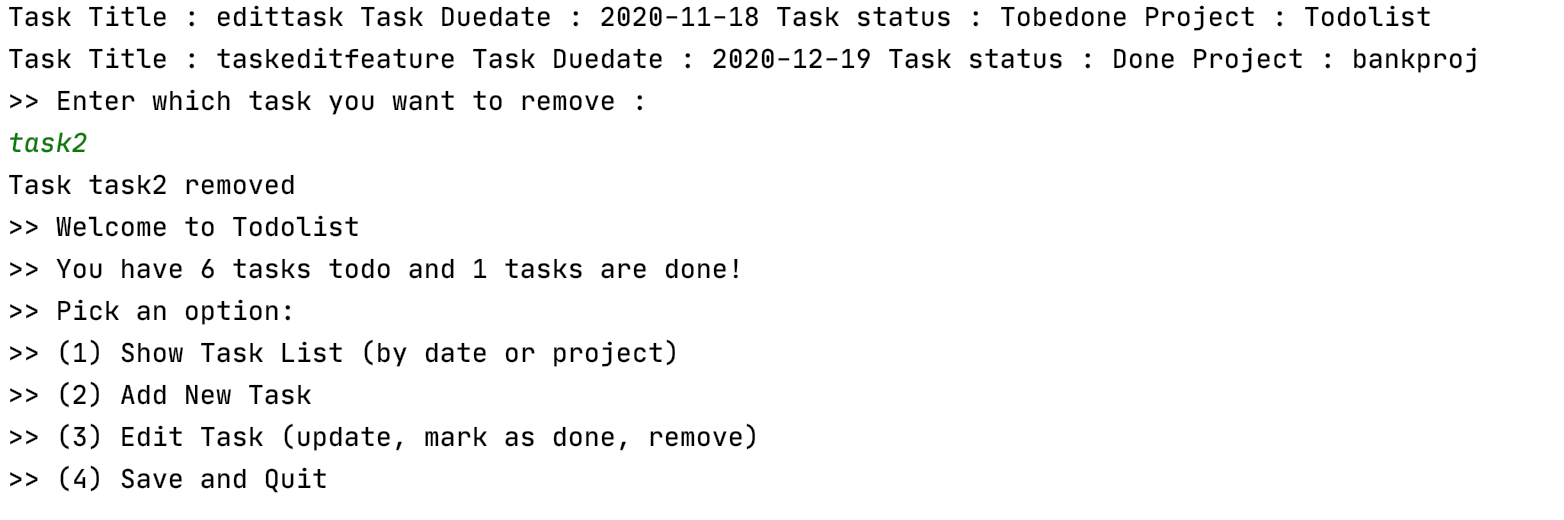 Task Title : edittask Task Duedate : 2020-11-18 Task status : Tobedone Project : Todolist
Task Title : taskeditfeature Task Duedate : 2020-12-19 Task status : Done Project : bankproj
>> Enter which task you want to remove :
task2
Task task2 removed
>> Welcome to Todolist
>> You have 6 tasks todo and 1 tasks are done!
>> Pick an option:
>> (1) Show Task List (by date or project)
>> (2) Add New Task
>> (3) Edit Task (update, mark as done, remove)
>> (4) Save and Quit